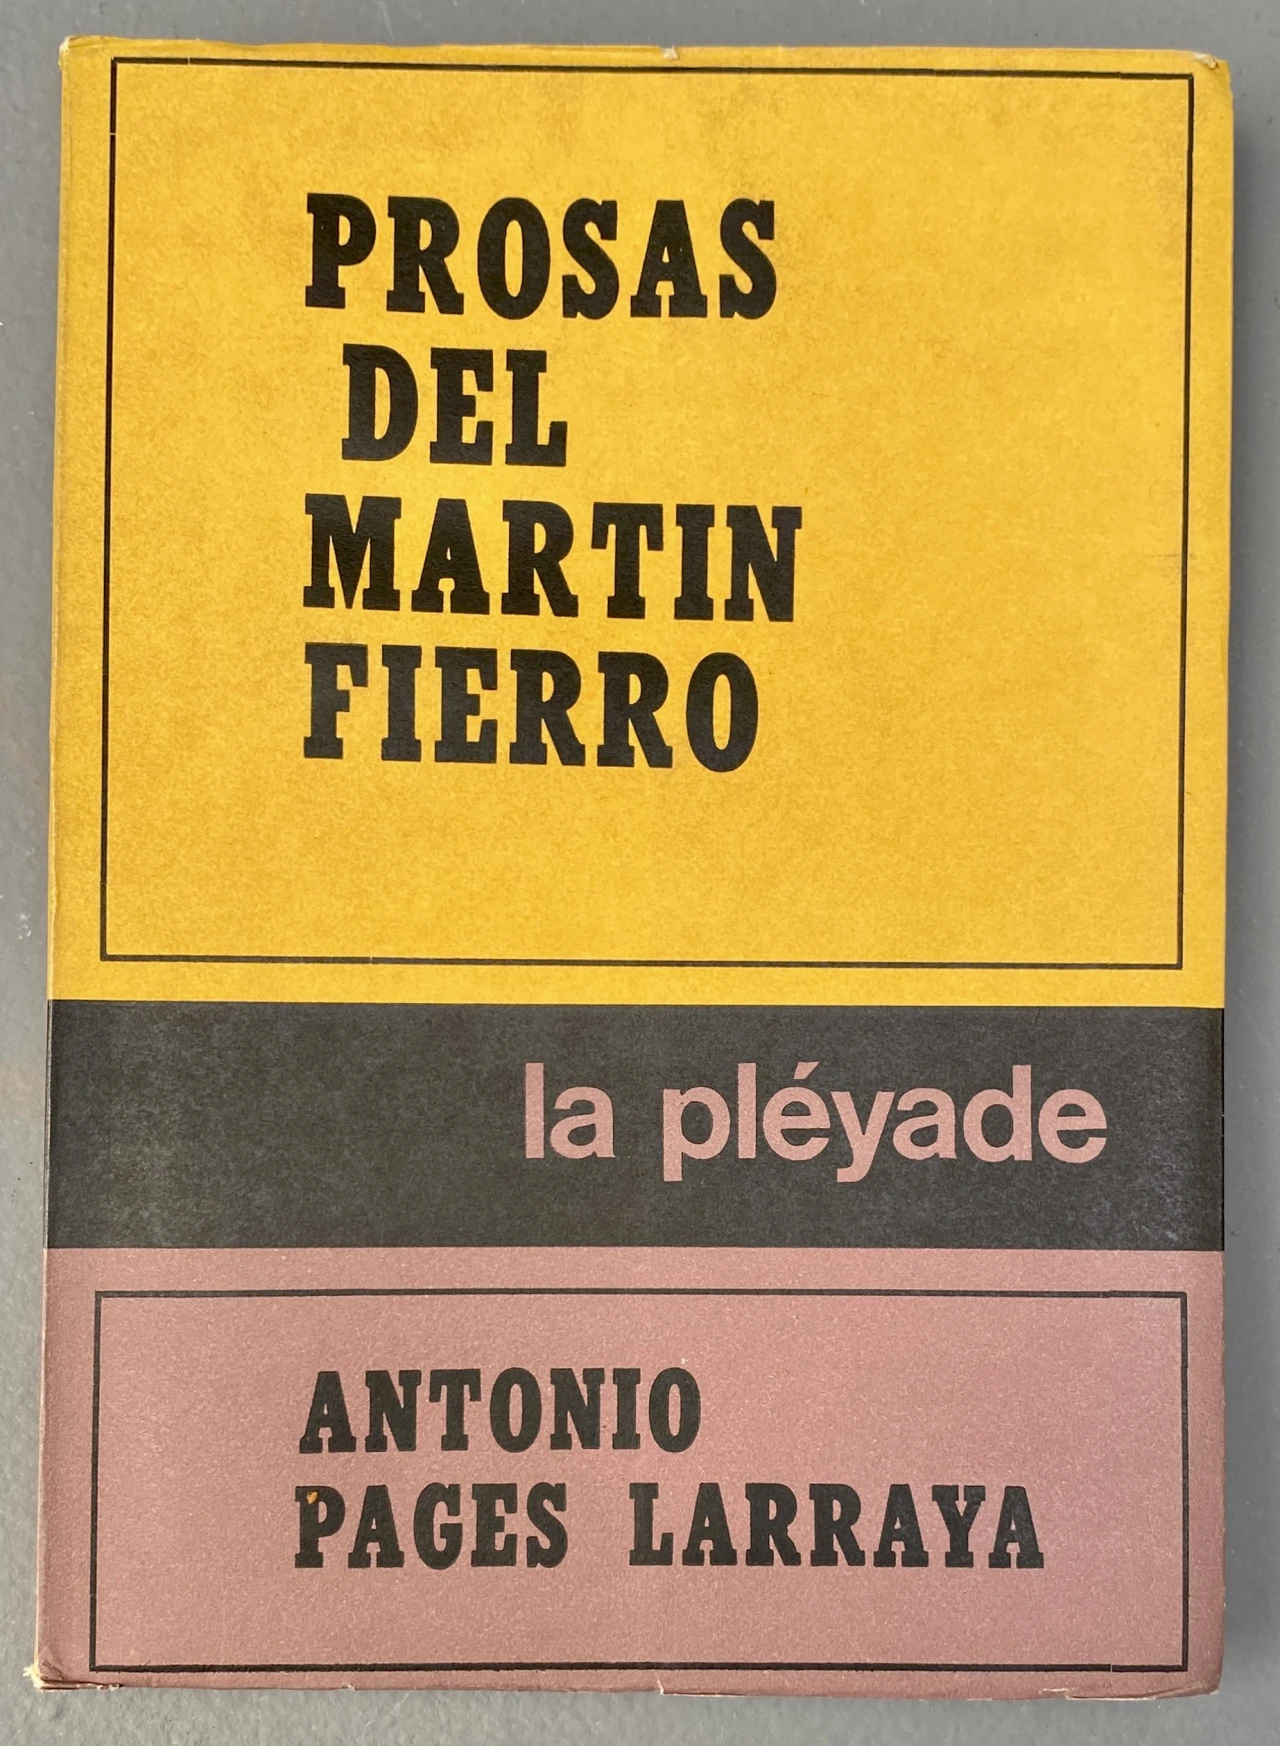 PROSAS
DEL
MARTIN
FIERRO
la pléyade
ANTONIO
PAGES LARRAYA